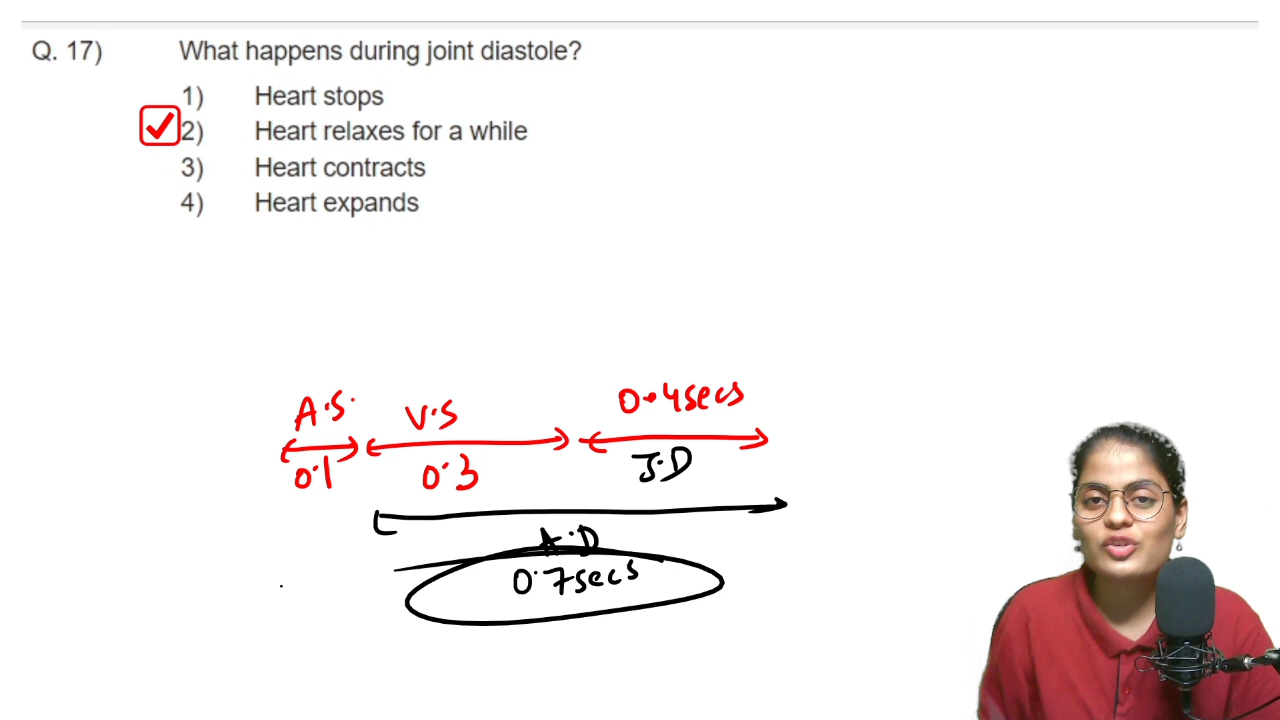 Q. 17) What happens during joint diastole?
1) Heart stops
2) Heart relaxes for a while
3) Heart contracts
4) Heart expands
A.S. V.S 0.4secs
0.1 0.3 J.D
A.D
0.7secs